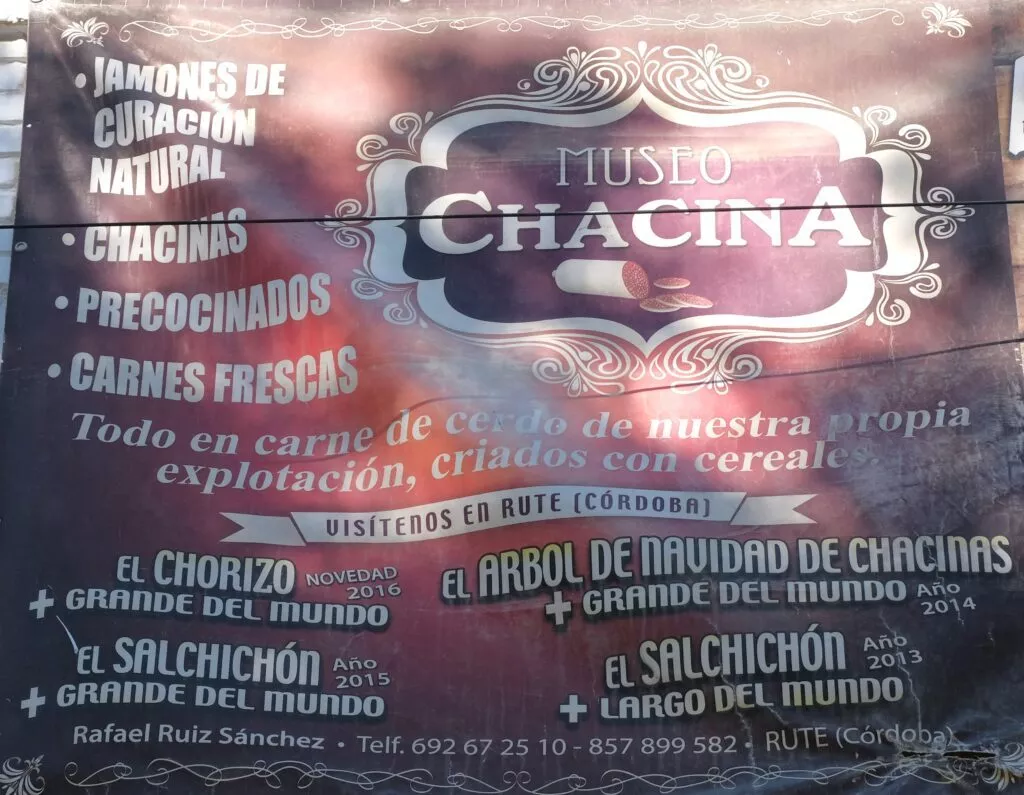 • JAMONES DE
CURACIÓN
NATURAL
• CHACINAS
• PRECOCINADOS
• CARNES FRESCAS
MUSEO
CHACINA
Todo en carne de cerdo de nuestra propia
explotación, criados con cereales.
VISÍTENOS EN RUTE (CÓRDOBA)
EL CHORIZO NOVEDAD 2016
+ GRANDE DEL MUNDO
EL ARBOL DE NAVIDAD DE CHACINAS
+ GRANDE DEL MUNDO Año 2014
EL SALCHICHÓN Año 2015
+ GRANDE DEL MUNDO
EL SALCHICHÓN Año 2013
+ LARGO DEL MUNDO
Rafael Ruiz Sánchez • Telf. 692 67 25 10 - 857 899 582 • RUTE (Córdoba)